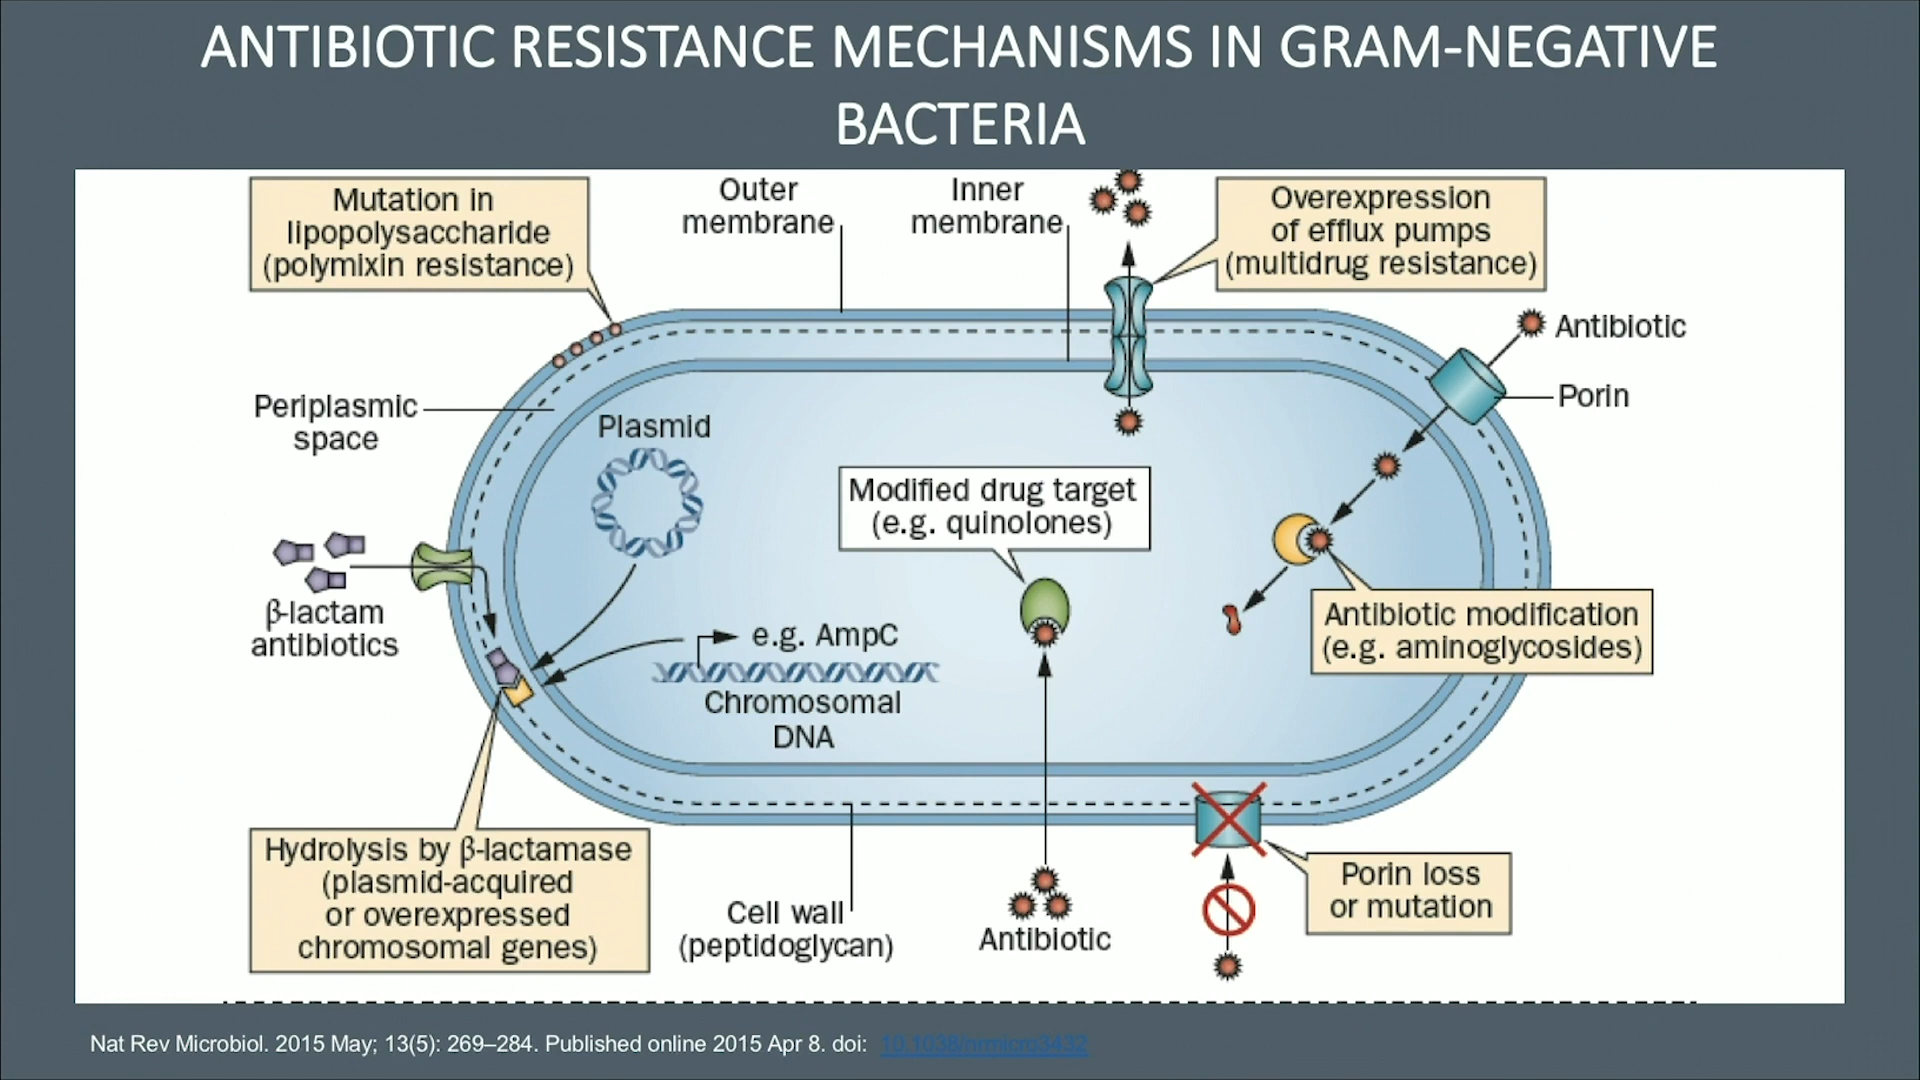 ANTIBIOTIC RESISTANCE MECHANISMS IN GRAM-NEGATIVE
BACTERIA
Mutation in
lipopolysaccharide
(polymixin resistance)
Outer
membrane
Inner
membrane
Overexpression
of efflux pumps
(multidrug resistance)
Antibiotic
Porin
Periplasmic
space
Plasmid
Modified drug target
(e.g. quinolones)
β-lactam
antibiotics
e.g. AmpC
Chromosomal
DNA
Antibiotic modification
(e.g. aminoglycosides)
Hydrolysis by β-lactamase
(plasmid-acquired
or overexpressed
chromosomal genes)
Cell wall
(peptidoglycan)
Antibiotic
Porin loss
or mutation
Nat Rev Microbiol. 2015 May; 13(5): 269–284. Published online 2015 Apr 8. doi: 10.1038/nrmicro3432